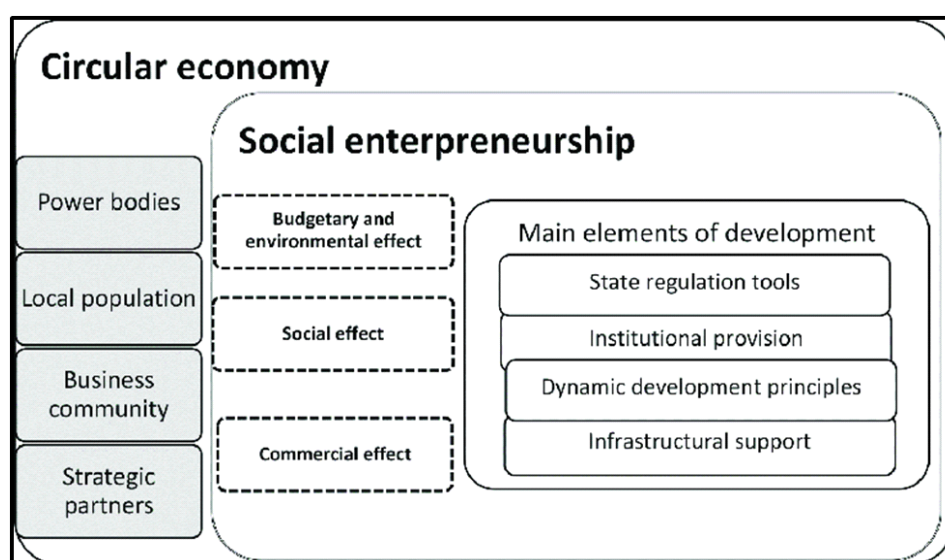 Circular economy
Social enterpreneurship
Power bodies
Local population
Business
community
Strategic
partners
Budgetary and
environmental effect
Social effect
Commercial effect
Main elements of development
State regulation tools
Institutional provision
Dynamic development principles
Infrastructural support